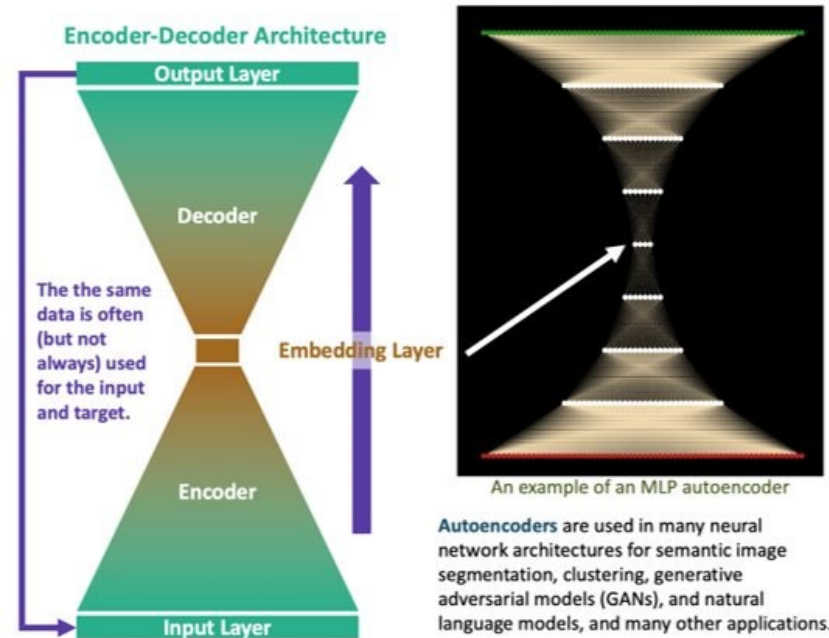 Encoder-Decoder Architecture
Output Layer
Decoder
The the same
data is often
(but not
always) used
for the input
and target.
Embedding Layer
Encoder
Input Layer
An example of an MLP autoencoder
Autoencoders are used in many neural
network architectures for semantic image
segmentation, clustering, generative
adversarial models (GANs), and natural
language models, and many other applications.